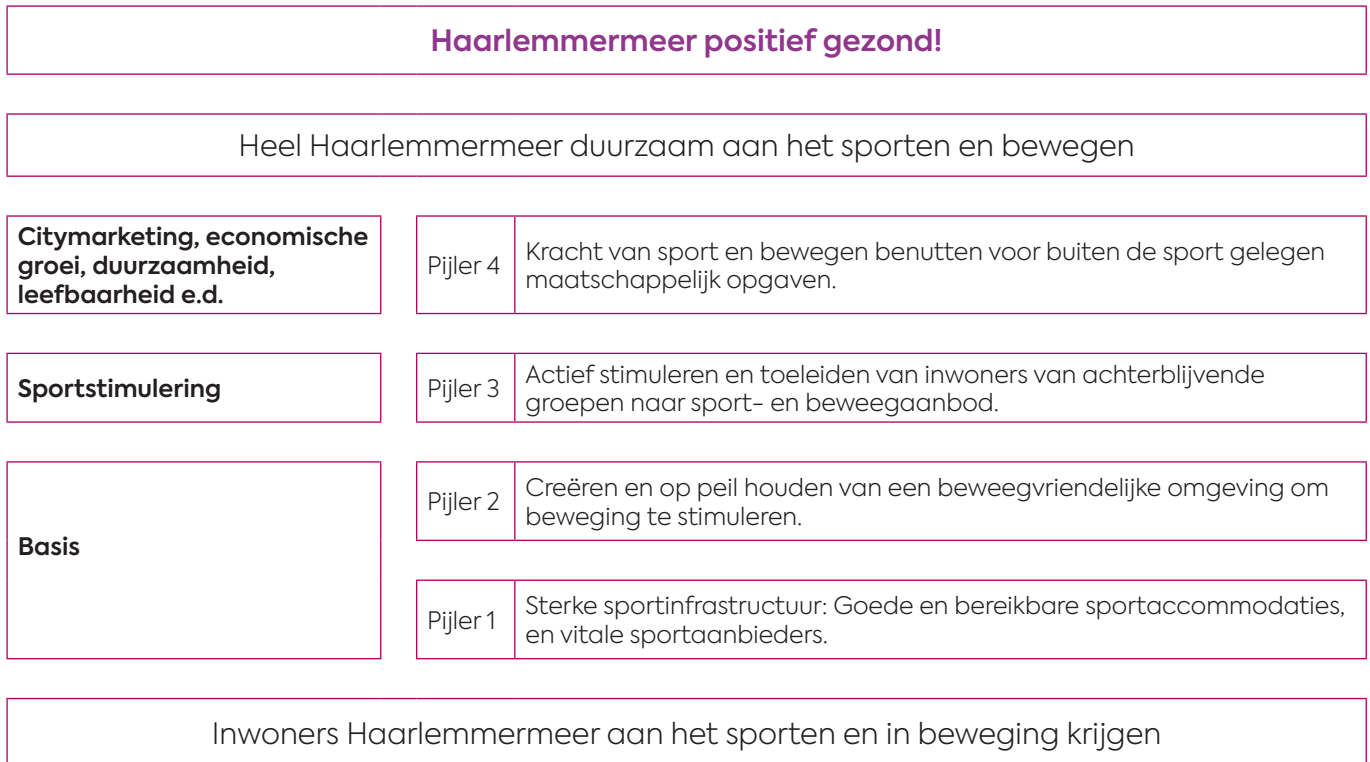 Haarlemmermeer positief gezond!
Heel Haarlemmermeer duurzaam aan het sporten en bewegen
Citymarketing, economische
groei, duurzaamheid,
leefbaarheid e.d.
Pijler 4
Kracht van sport en bewegen benutten voor buiten de sport gelegen
maatschappelijk opgaven.
Sportstimulering
Pijler 3
Actief stimuleren en toeleiden van inwoners van achterblijvende
groepen naar sport- en beweegaanbod.
Basis
Pijler 2
Creëren en op peil houden van een beweegvriendelijke omgeving om
beweging te stimuleren.
Pijler 1
Sterke sportinfrastructuur: Goede en bereikbare sportaccommodaties,
en vitale sportaanbieders.
Inwoners Haarlemmermeer aan het sporten en in beweging krijgen